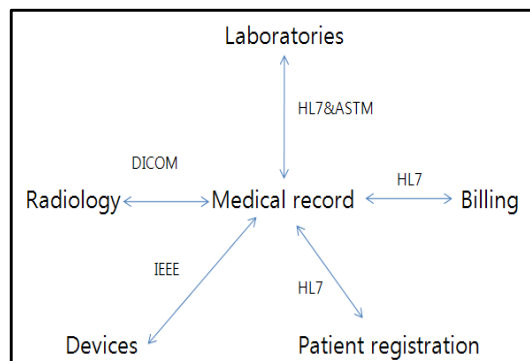 Laboratories
HL7&ASTM
DICOM
HL7
Radiology
Medical record
Billing
IEEE
HL7
Devices
Patient registration